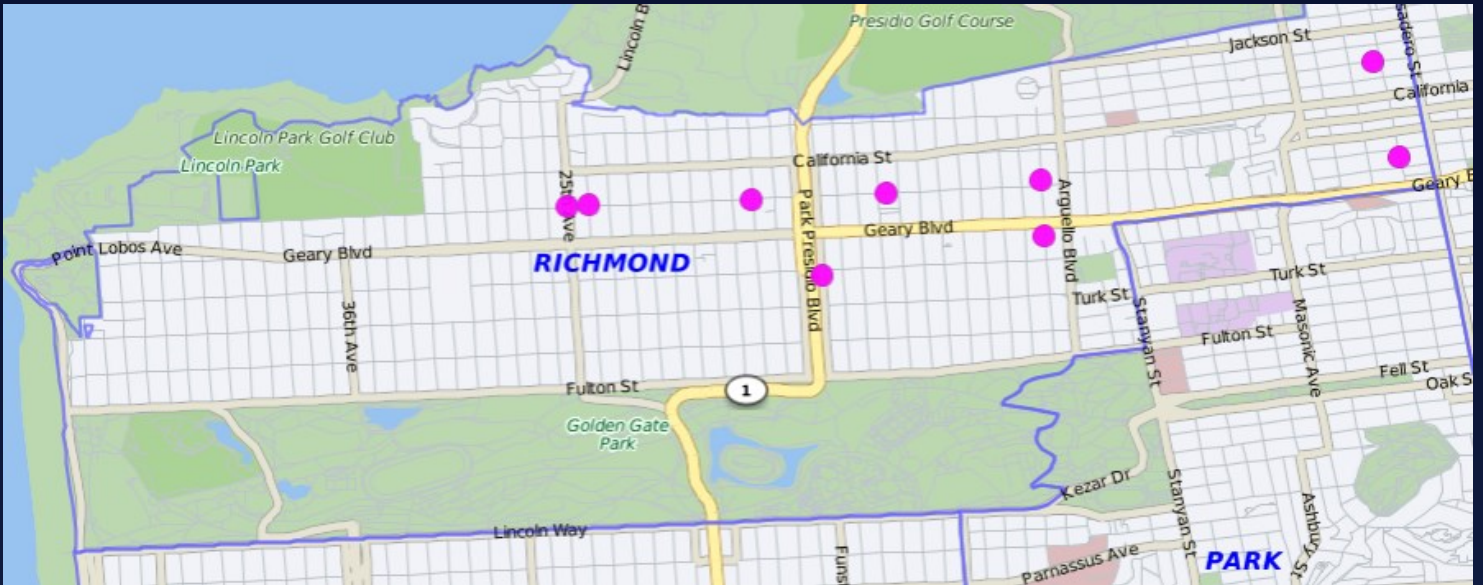 Presidio Golf Course
Lincoln B
Jackson St
sadero St
California
Lincoln Park Golf Club
Lincoln Park
California St
25th Ave
Park Presidio Blvd
Arguello Blvd
Geary B
Point Lobos Ave
Geary Blvd
Geary Blvd
RICHMOND
36th Ave
Turk St
Turk St
Stanyan St
Masonic Ave
Fulton St
Fulton St
1
Fell St
Oak S
Golden Gate
Park
Kezar Dr
Stanyan St
Ashbury St
Lincoln Way
Funs
Parnassus Ave
PARK